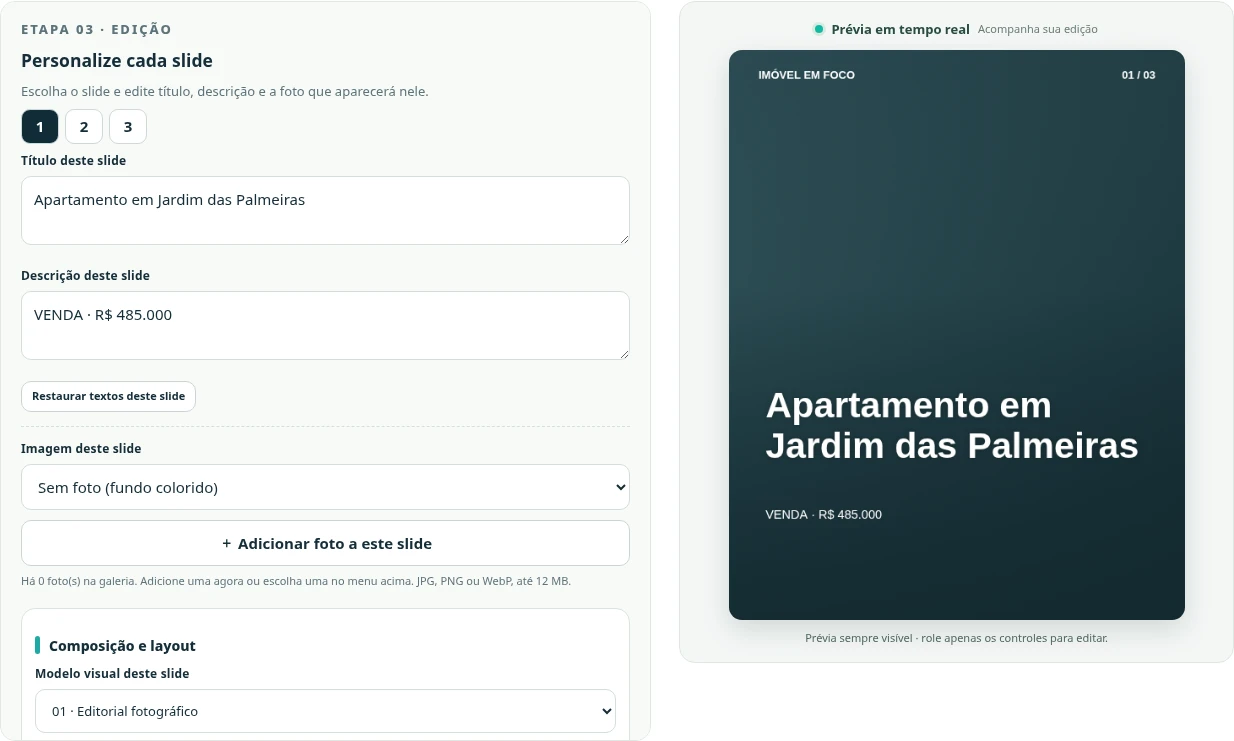 ETAPA 03 · EDIÇÃO
Personalize cada slide
Escolha o slide e edite título, descrição e a foto que aparecerá nele.
1 2 3
Título deste slide
Apartamento em Jardim das Palmeiras
Descrição deste slide
VENDA · R$ 485.000
Restaurar textos deste slide
Imagem deste slide
Sem foto (fundo colorido)
+ Adicionar foto a este slide
Há 0 foto(s) na galeria. Adicione uma agora ou escolha uma no menu acima. JPG, PNG ou WebP, até 12 MB.
Composição e layout
Modelo visual deste slide
01 · Editorial fotográfico
Prévia em tempo real Acompanha sua edição
IMÓVEL EM FOCO 01 / 03
Apartamento em
Jardim das Palmeiras
VENDA · R$ 485.000
Prévia sempre visível · role apenas os controles para editar.